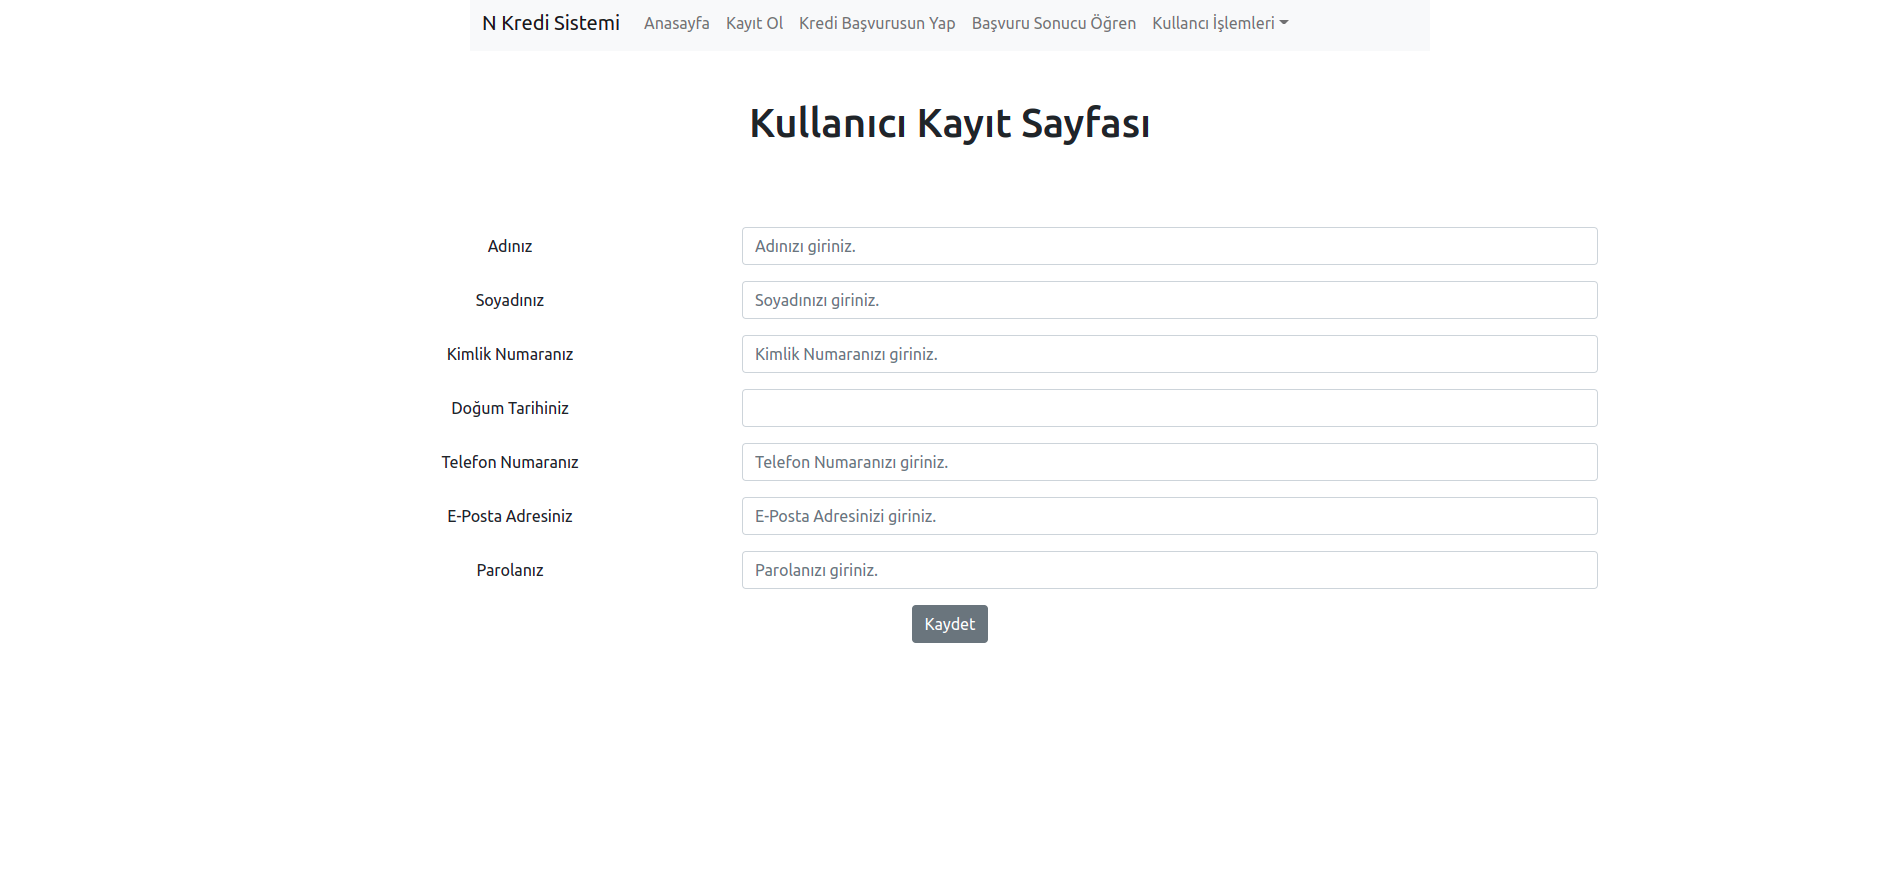 N Kredi Sistemi Anasayfa Kayıt Ol Kredi Başvurusun Yap Başvuru Sonucu Öğren Kullancı İşlemleri
Kullanıcı Kayıt Sayfası
Adınız Adınızı giriniz.
Soyadınız Soyadınızı giriniz.
Kimlik Numaranız Kimlik Numaranızı giriniz.
Doğum Tarihiniz
Telefon Numaranız Telefon Numaranızı giriniz.
E-Posta Adresiniz E-Posta Adresinizi giriniz.
Parolanız Parolanızı giriniz.
Kaydet